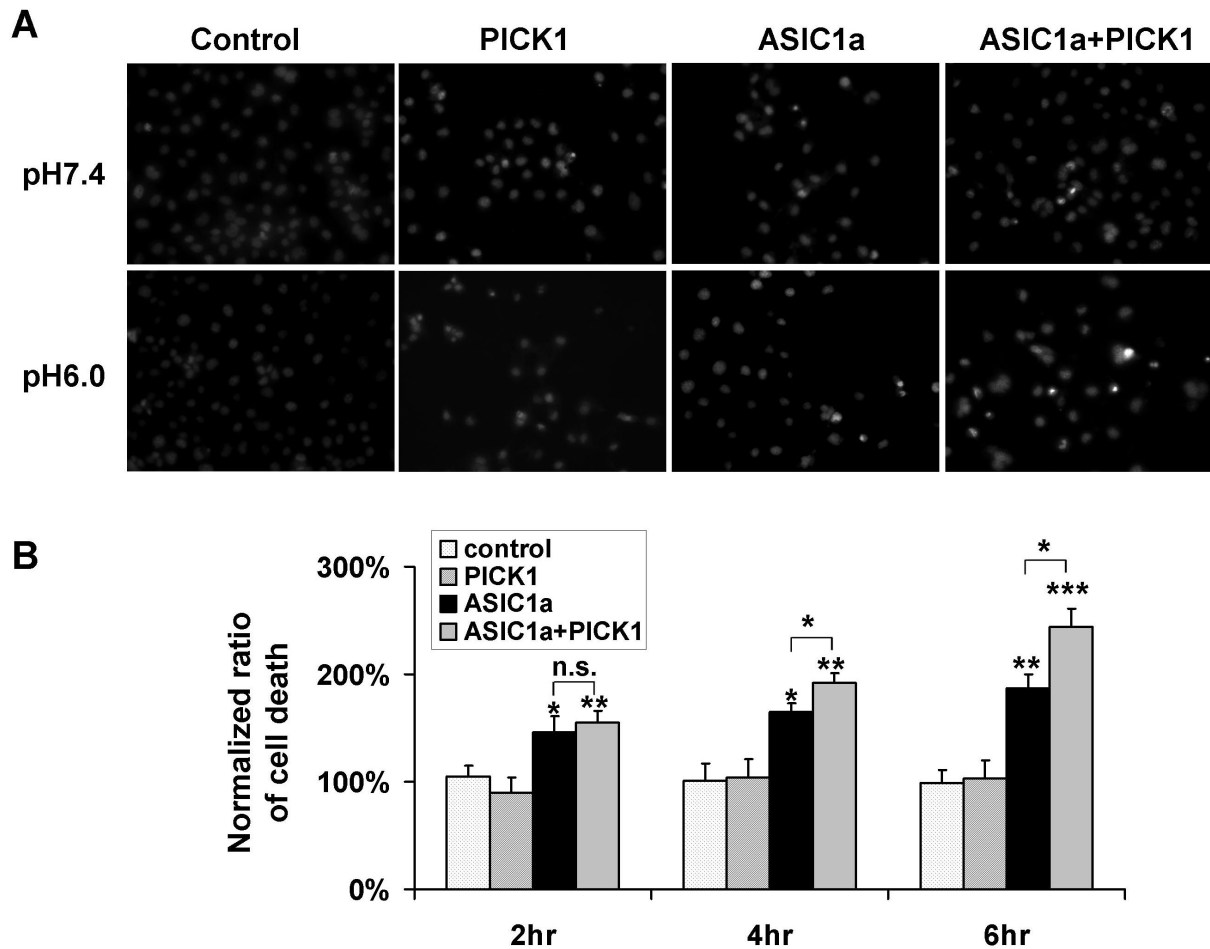 A
Control PICK1 ASIC1a ASIC1a+PICK1
pH7.4
pH6.0
B
Normalized ratio
of cell death
300%
200%
100%
0%
control
PICK1
ASIC1a
ASIC1a+PICK1
n.s.
* **
*
* **
*
** ***
2hr 4hr 6hr